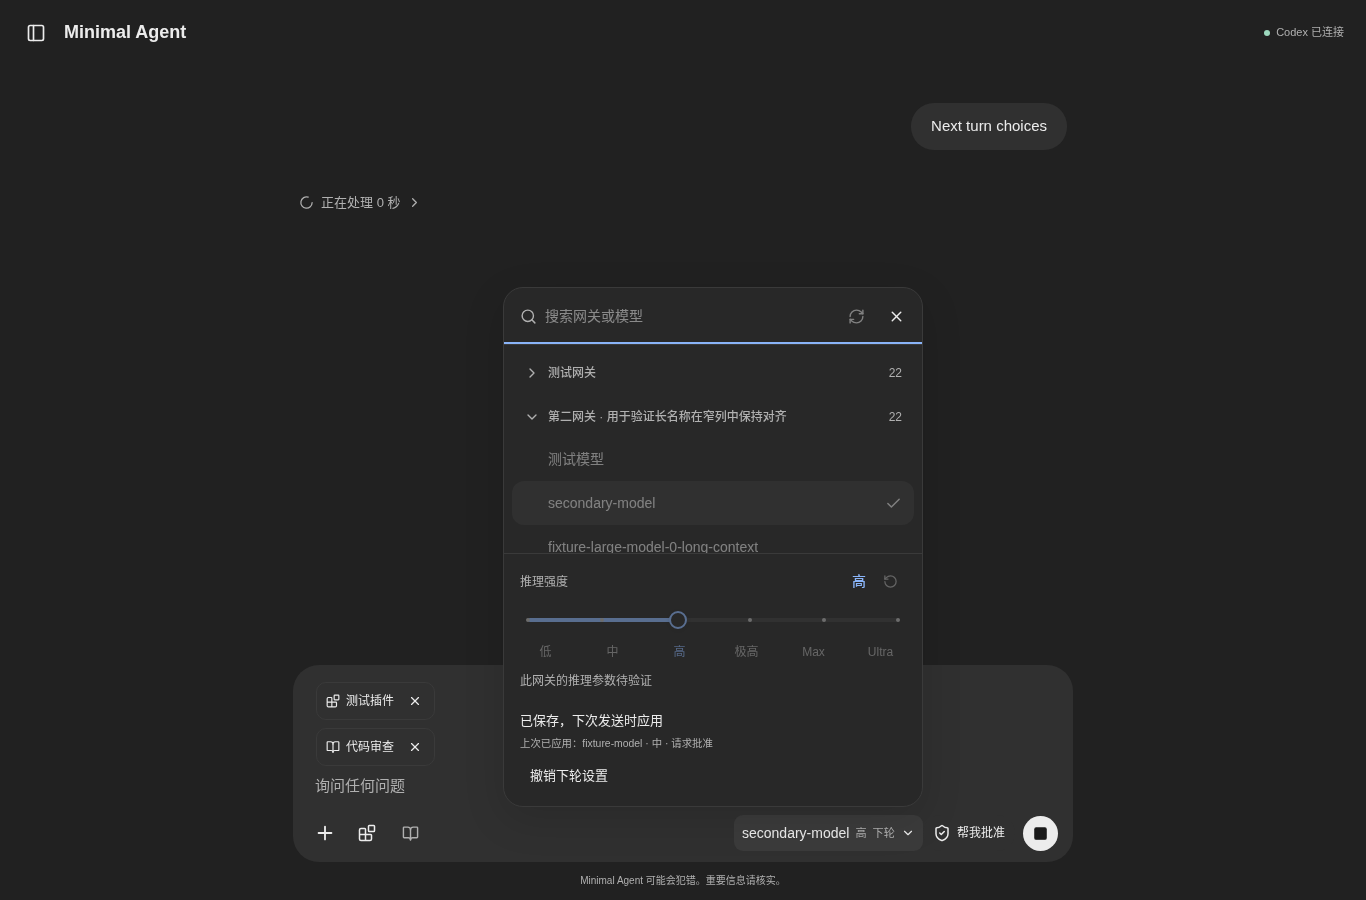 Minimal Agent
Codex 已连接
Next turn choices
正在处理 0 秒
搜索网关或模型
测试网关 22
第二网关 · 用于验证长名称在窄列中保持对齐 22
测试模型
secondary-model
fixture-large-model-0-long-context
推理强度 高
低 中 高 极高 Max Ultra
此网关的推理参数待验证
已保存，下次发送时应用
上次已应用：fixture-model · 中 · 请求批准
撤销下轮设置
测试插件
代码审查
询问任何问题
secondary-model 高 下轮 帮我批准
Minimal Agent 可能会犯错。重要信息请核实。